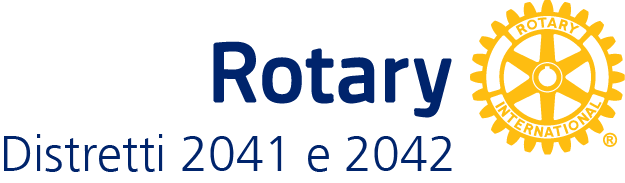 Rotary
Distretti 2041 e 2042
ROTARY
INTERNATIONAL
®